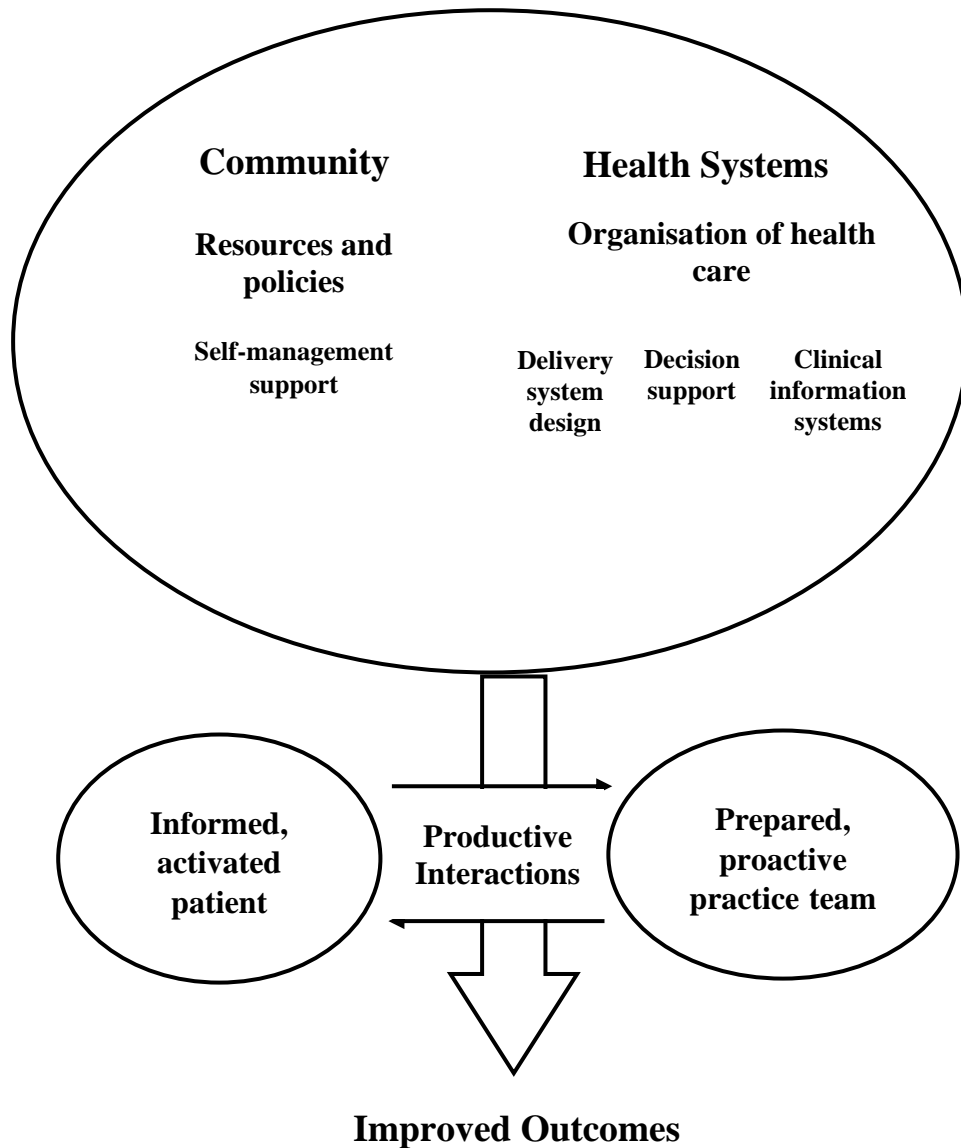 Community
Health Systems
Resources and
policies
Organisation of health
care
Self-management
support
Delivery
system
design
Decision
support
Clinical
information
systems
Informed,
activated
patient
Productive
Interactions
Prepared,
proactive
practice team
Improved Outcomes